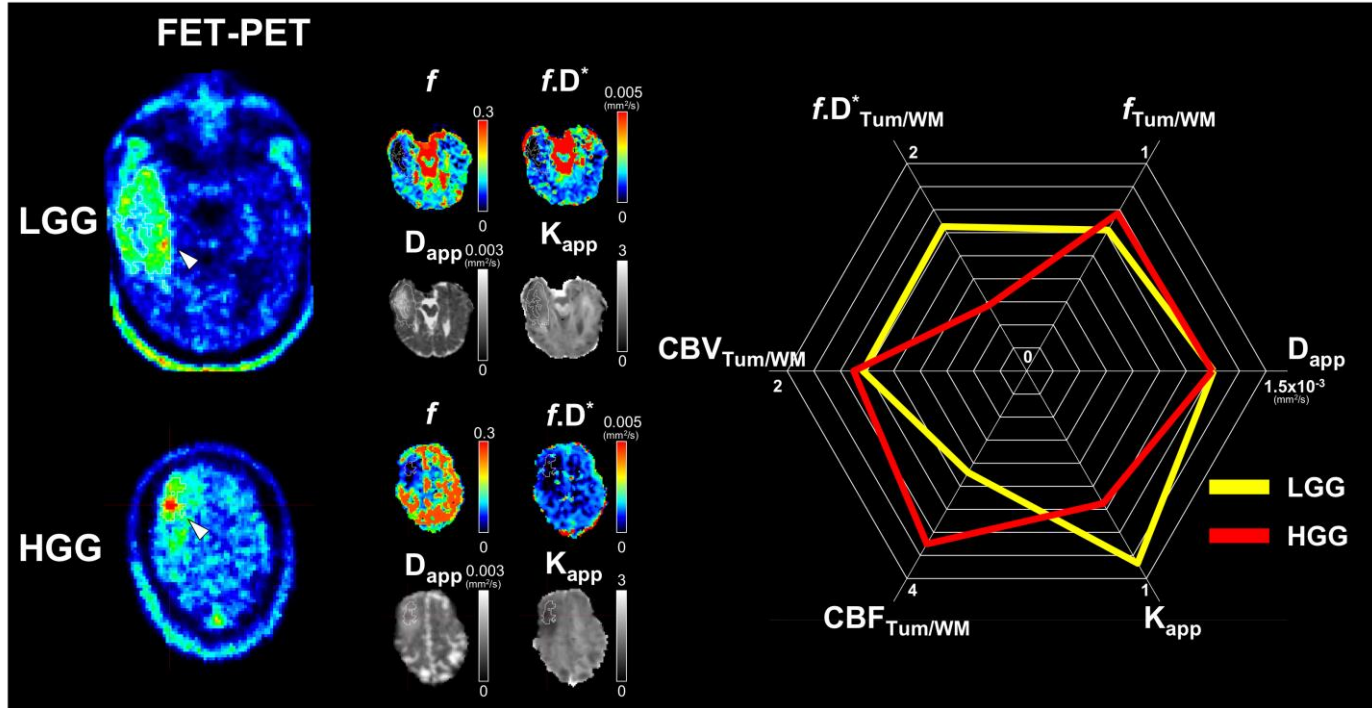 FET-PET
LGG
f
f.D*
0.3
0.005
(mm²/s)
0
0
Dapp
Kapp
0.003
(mm²/s)
3
0
0
HGG
f
f.D*
0.3
0.005
(mm²/s)
0
0
Dapp
Kapp
0.003
(mm²/s)
3
0
0
f.D*Tum/WM
fTum/WM
2
1
CBVTum/WM
0
Dapp
2
1.5x10⁻³
(mm²/s)
LGG
HGG
4
1
CBFTum/WM
Kapp